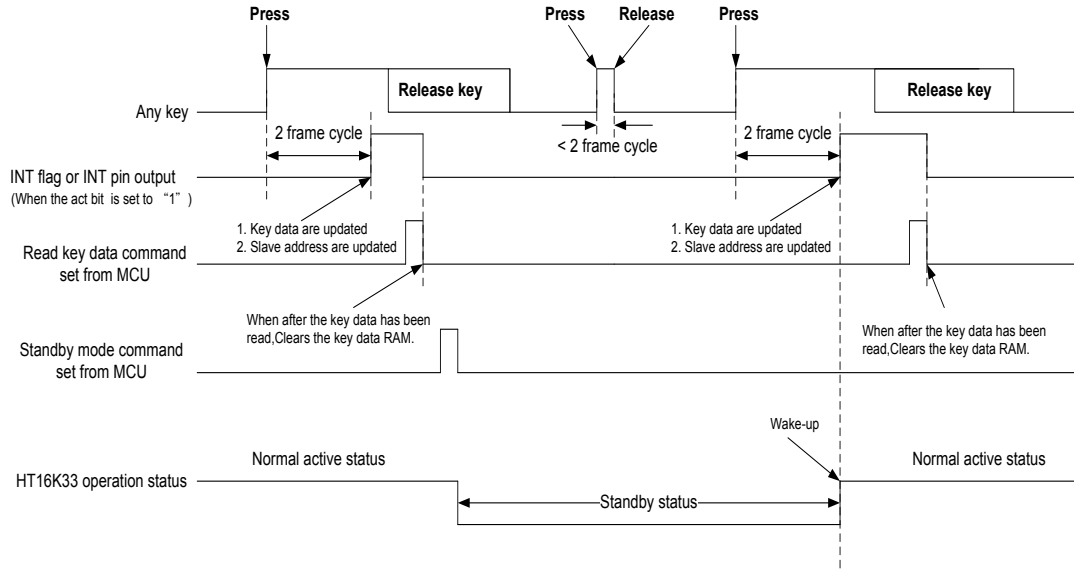 Press
Press
Release
Press
Any key
Release key
Release key
2 frame cycle
< 2 frame cycle
2 frame cycle
INT flag or INT pin output
(When the act bit is set to “1”)
1. Key data are updated
2. Slave address are updated
1. Key data are updated
2. Slave address are updated
Read key data command
set from MCU
When after the key data has been
read,Clears the key data RAM.
When after the key data has been
read,Clears the key data RAM.
Standby mode command
set from MCU
Wake-up
Normal active status
Normal active status
HT16K33 operation status
Standby status